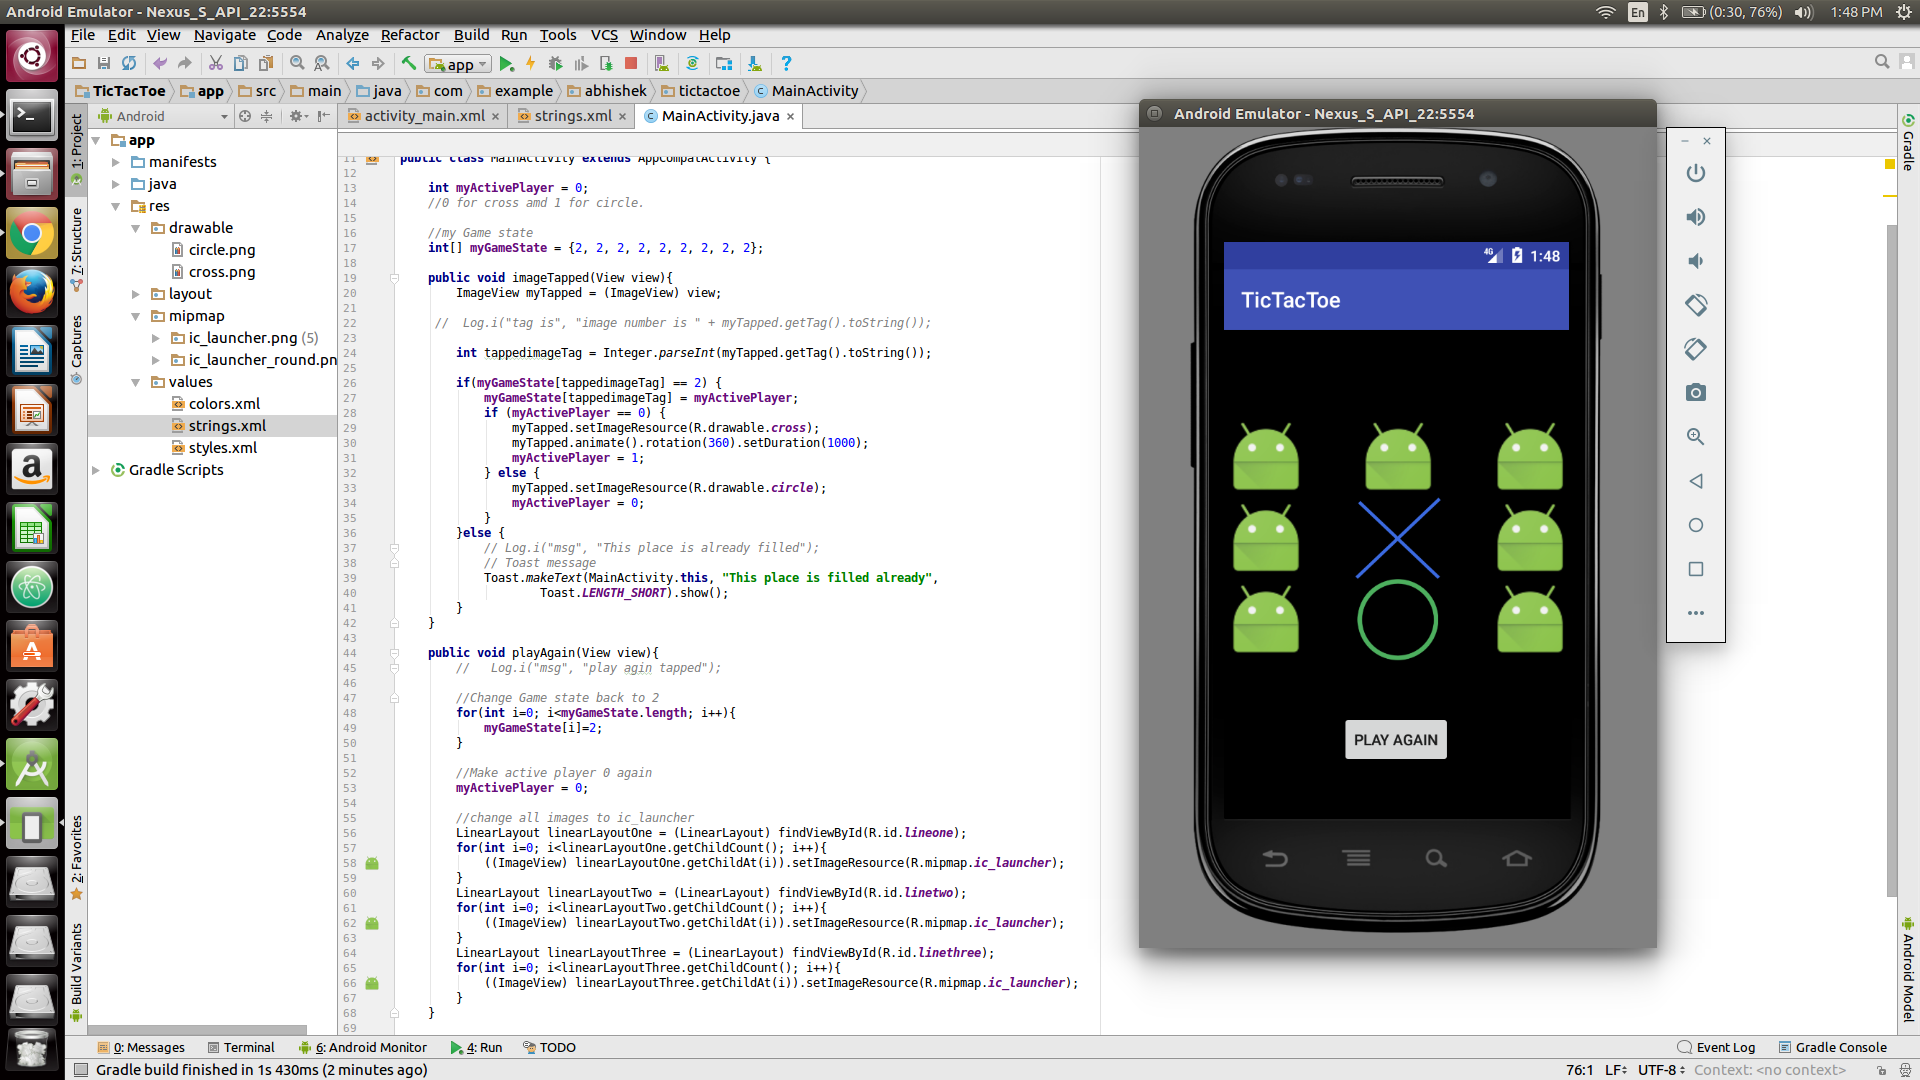 Android Emulator - Nexus_S_API_22:5554
En
(0:30, 76%)
1:48 PM
File Edit View Navigate Code Analyze Refactor Build Run Tools VCS Window Help
app
TicTacToe app src main java com example abhishek tictactoe MainActivity
Android
activity_main.xml strings.xml MainActivity.java
1: Project
7: Structure
Captures
2: Favorites
Build Variants
app
manifests
java
res
drawable
circle.png
cross.png
layout
mipmap
ic_launcher.png (5)
ic_launcher_round.pn
values
colors.xml
strings.xml
styles.xml
Gradle Scripts
11 public class MainActivity extends AppCompatActivity {
12
13 int myActivePlayer = 0;
14 //0 for cross amd 1 for circle.
15
16 //my Game state
17 int[] myGameState = {2, 2, 2, 2, 2, 2, 2, 2, 2};
18
19 public void imageTapped(View view){
20 ImageView myTapped = (ImageView) view;
21
22 // Log.i("tag is", "image number is " + myTapped.getTag().toString());
23
24 int tappedimageTag = Integer.parseInt(myTapped.getTag().toString());
25
26 if(myGameState[tappedimageTag] == 2) {
27 myGameState[tappedimageTag] = myActivePlayer;
28 if (myActivePlayer == 0) {
29 myTapped.setImageResource(R.drawable.cross);
30 myTapped.animate().rotation(360).setDuration(1000);
31 myActivePlayer = 1;
32 } else {
33 myTapped.setImageResource(R.drawable.circle);
34 myActivePlayer = 0;
35 }
36 }else {
37 // Log.i("msg", "This place is already filled");
38 // Toast message
39 Toast.makeText(MainActivity.this, "This place is filled already",
40 Toast.LENGTH_SHORT).show();
41 }
42 }
43
44 public void playAgain(View view){
45 // Log.i("msg", "play agin tapped");
46
47 //Change Game state back to 2
48 for(int i=0; i<myGameState.length; i++){
49 myGameState[i]=2;
50 }
51
52 //Make active player 0 again
53 myActivePlayer = 0;
54
55 //change all images to ic_launcher
56 LinearLayout linearLayoutOne = (LinearLayout) findViewById(R.id.lineone);
57 for(int i=0; i<linearLayoutOne.getChildCount(); i++){
58 ((ImageView) linearLayoutOne.getChildAt(i)).setImageResource(R.mipmap.ic_launcher);
59 }
60 LinearLayout linearLayoutTwo = (LinearLayout) findViewById(R.id.linetwo);
61 for(int i=0; i<linearLayoutTwo.getChildCount(); i++){
62 ((ImageView) linearLayoutTwo.getChildAt(i)).setImageResource(R.mipmap.ic_launcher);
63 }
64 LinearLayout linearLayoutThree = (LinearLayout) findViewById(R.id.linethree);
65 for(int i=0; i<linearLayoutThree.getChildCount(); i++){
66 ((ImageView) linearLayoutThree.getChildAt(i)).setImageResource(R.mipmap.ic_launcher);
67 }
68 }
69
Android Emulator - Nexus_S_API_22:5554
4G
1:48
TicTacToe
PLAY AGAIN
Gradle
Android Model
0: Messages Terminal 6: Android Monitor 4: Run TODO
Event Log Gradle Console
Gradle build finished in 1s 430ms (2 minutes ago)
76:1 LF UTF-8 Context: <no context>